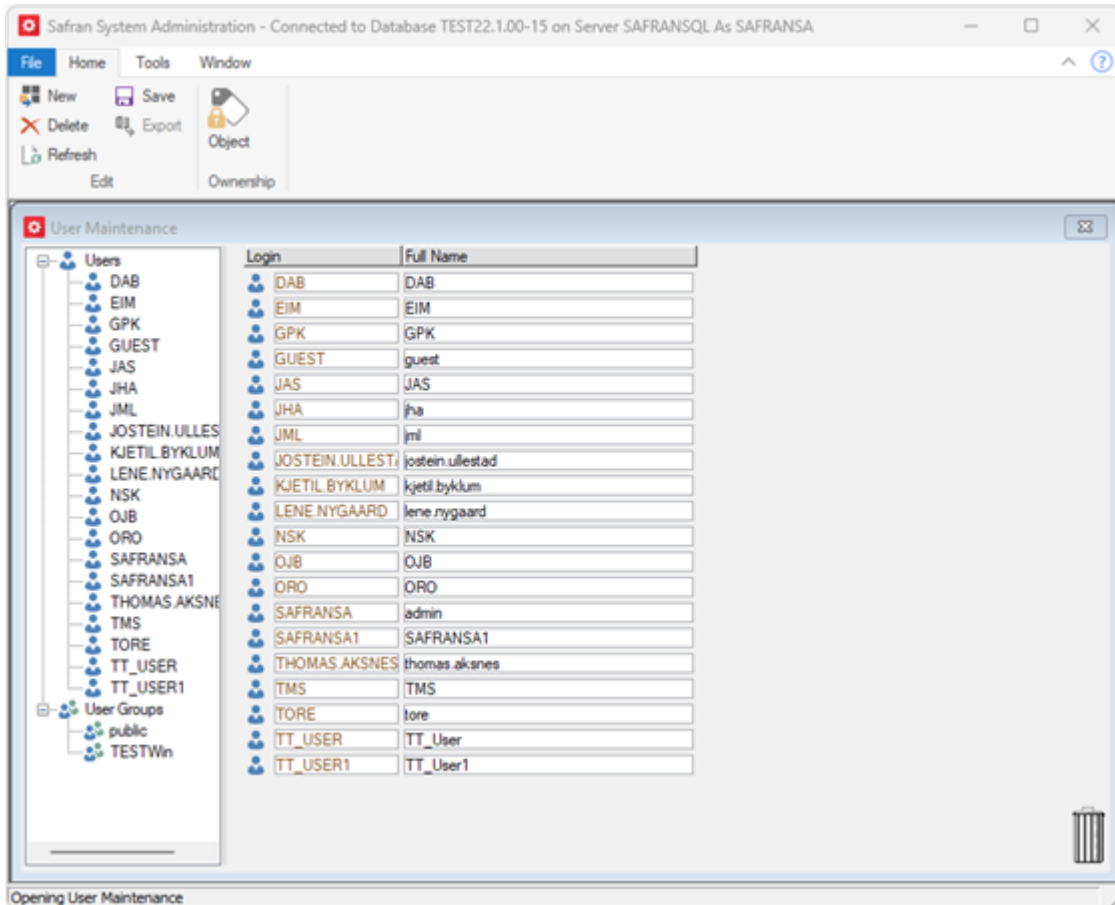 Safran System Administration - Connected to Database TEST22.1.00-15 on Server SAFRANSQL As SAFRANSA
File Home Tools Window
New Save
Delete Export
Refresh
Object
Edit Ownership
User Maintenance
Users
DAB
EIM
GPK
GUEST
JAS
JHA
JML
JOSTEIN.ULLES
KJETIL.BYKLUM
LENE.NYGAARD
NSK
OJB
ORO
SAFRANSA
SAFRANSA1
THOMAS.AKSNE
TMS
TORE
TT_USER
TT_USER1
User Groups
public
TESTWin
Login Full Name
DAB DAB
EIM EIM
GPK GPK
GUEST guest
JAS JAS
JHA jha
JML jml
JOSTEIN.ULLESTA jostein.ullestad
KJETIL.BYKLUM kjetil.byklum
LENE.NYGAARD lene.nygaard
NSK NSK
OJB OJB
ORO ORO
SAFRANSA admin
SAFRANSA1 SAFRANSA1
THOMAS.AKSNES thomas.aksnes
TMS TMS
TORE tore
TT_USER TT_User
TT_USER1 TT_User1
Opening User Maintenance